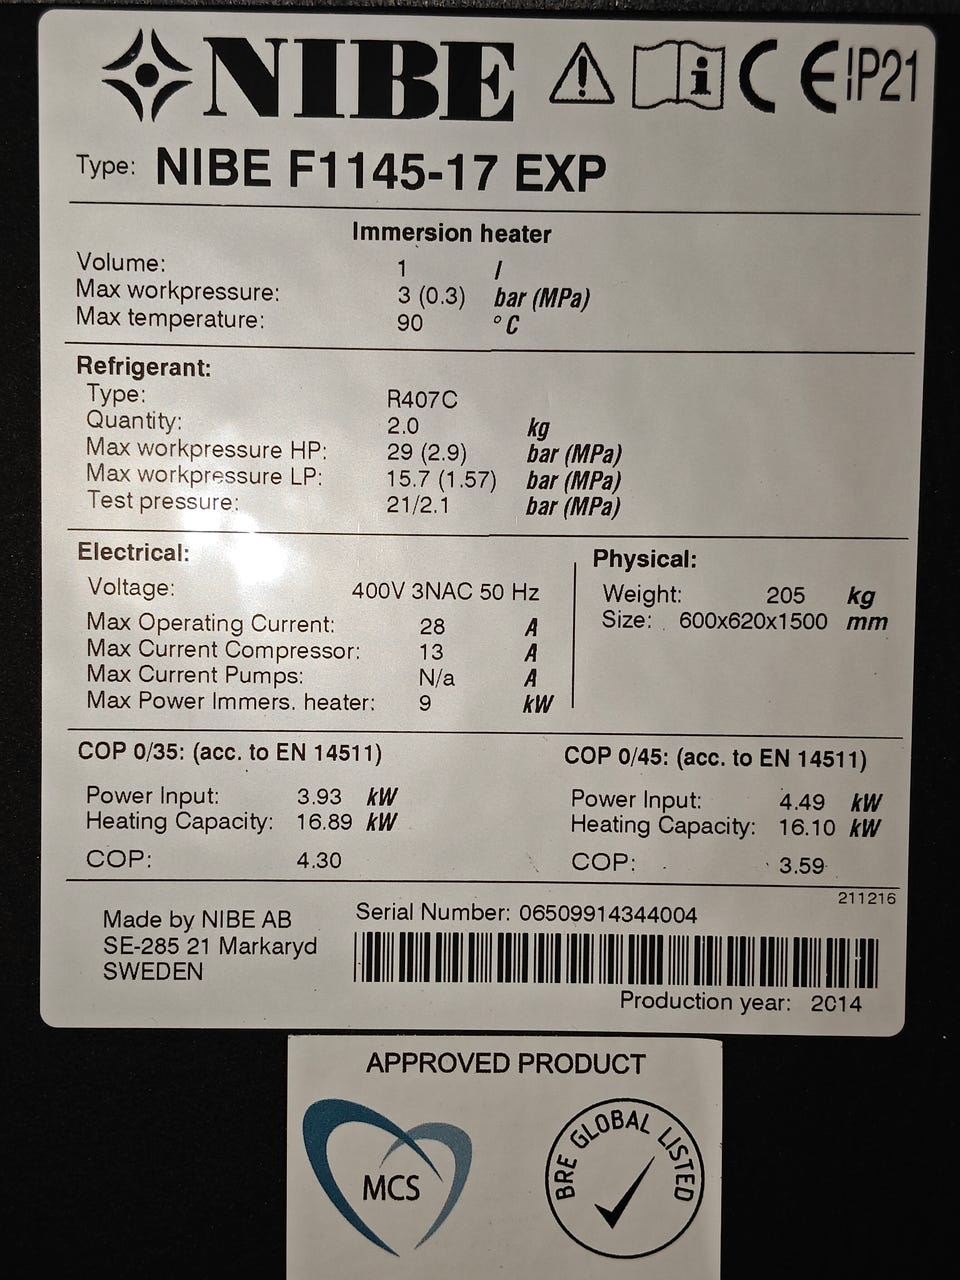 NIBE CE IP21
Type: NIBE F1145-17 EXP
Immersion heater
Volume: 1 l
Max workpressure: 3 (0.3) bar (MPa)
Max temperature: 90 °C
Refrigerant:
Type: R407C
Quantity: 2.0 kg
Max workpressure HP: 29 (2.9) bar (MPa)
Max workpressure LP: 15.7 (1.57) bar (MPa)
Test pressure: 21/2.1 bar (MPa)
Electrical:
Voltage: 400V 3NAC 50 Hz
Max Operating Current: 28 A
Max Current Compressor: 13 A
Max Current Pumps: N/a A
Max Power Immers. heater: 9 kW
Physical:
Weight: 205 kg
Size: 600x620x1500 mm
COP 0/35: (acc. to EN 14511)
Power Input: 3.93 kW
Heating Capacity: 16.89 kW
COP: 4.30
COP 0/45: (acc. to EN 14511)
Power Input: 4.49 kW
Heating Capacity: 16.10 kW
COP: 3.59
211216
Made by NIBE AB
SE-285 21 Markaryd
SWEDEN
Serial Number: 06509914344004
Production year: 2014
APPROVED PRODUCT
MCS
BRE GLOBAL LISTED